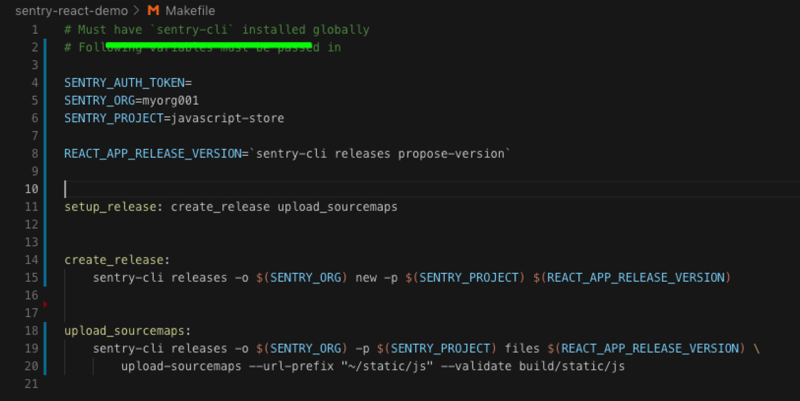 sentry-react-demo > Makefile
1 # Must have `sentry-cli` installed globally
2 # Following variables must be passed in
3
4 SENTRY_AUTH_TOKEN=
5 SENTRY_ORG=myorg001
6 SENTRY_PROJECT=javascript-store
7
8 REACT_APP_RELEASE_VERSION=`sentry-cli releases propose-version`
9
10
11 setup_release: create_release upload_sourcemaps
12
13
14 create_release:
15 sentry-cli releases -o $(SENTRY_ORG) new -p $(SENTRY_PROJECT) $(REACT_APP_RELEASE_VERSION)
16
17
18 upload_sourcemaps:
19 sentry-cli releases -o $(SENTRY_ORG) -p $(SENTRY_PROJECT) files $(REACT_APP_RELEASE_VERSION) \
20 upload-sourcemaps --url-prefix "~/static/js" --validate build/static/js
21